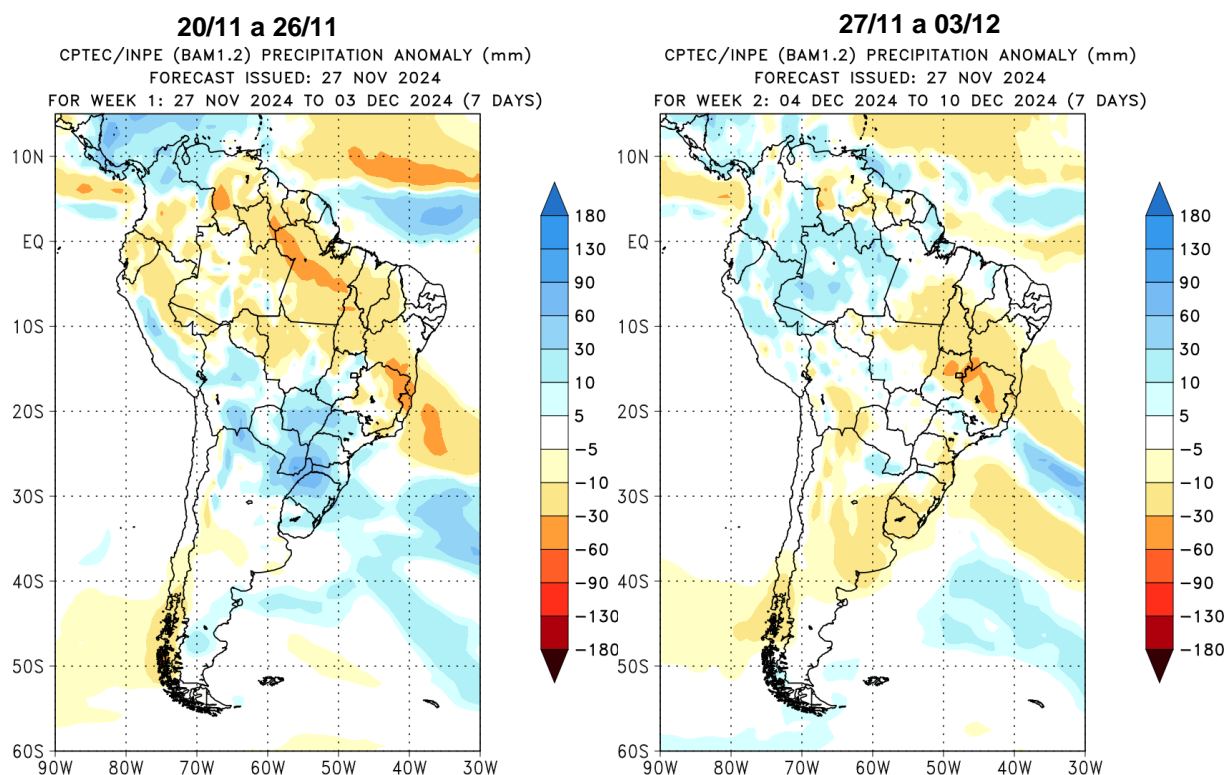 20/11 a 26/11
CPTEC/INPE (BAM1.2) PRECIPITATION ANOMALY (mm)
FORECAST ISSUED: 27 NOV 2024
FOR WEEK 1: 27 NOV 2024 TO 03 DEC 2024 (7 DAYS)
10N
EQ
10S
20S
30S
40S
50S
60S
90W 80W 70W 60W 50W 40W 30W
180
130
90
60
30
10
5
−5
−10
−30
−60
−90
−130
−180
27/11 a 03/12
CPTEC/INPE (BAM1.2) PRECIPITATION ANOMALY (mm)
FORECAST ISSUED: 27 NOV 2024
FOR WEEK 2: 04 DEC 2024 TO 10 DEC 2024 (7 DAYS)
10N
EQ
10S
20S
30S
40S
50S
60S
90W 80W 70W 60W 50W 40W 30W
180
130
90
60
30
10
5
−5
−10
−30
−60
−90
−130
−180